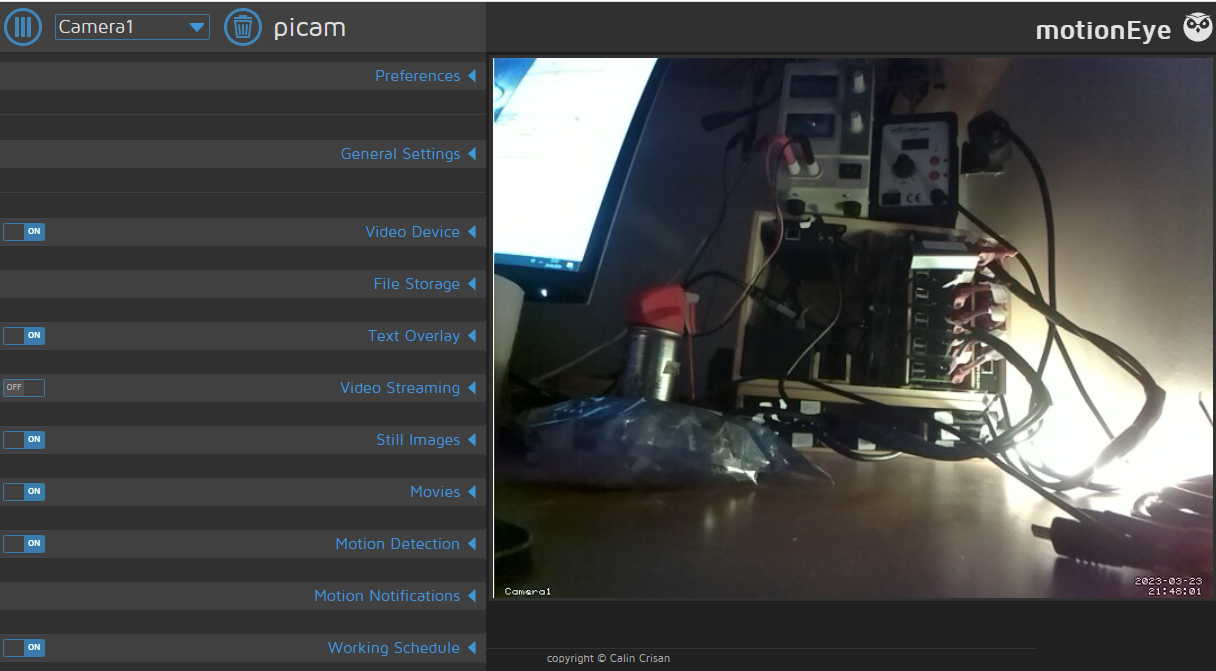 Camera1
picam
motionEye
Preferences
General Settings
ON
Video Device
File Storage
ON
Text Overlay
OFF
Video Streaming
ON
Still Images
ON
Movies
ON
Motion Detection
Motion Notifications
ON
Working Schedule
CE
Camera1
2023-03-23
21:48:01
copyright © Calin Crisan